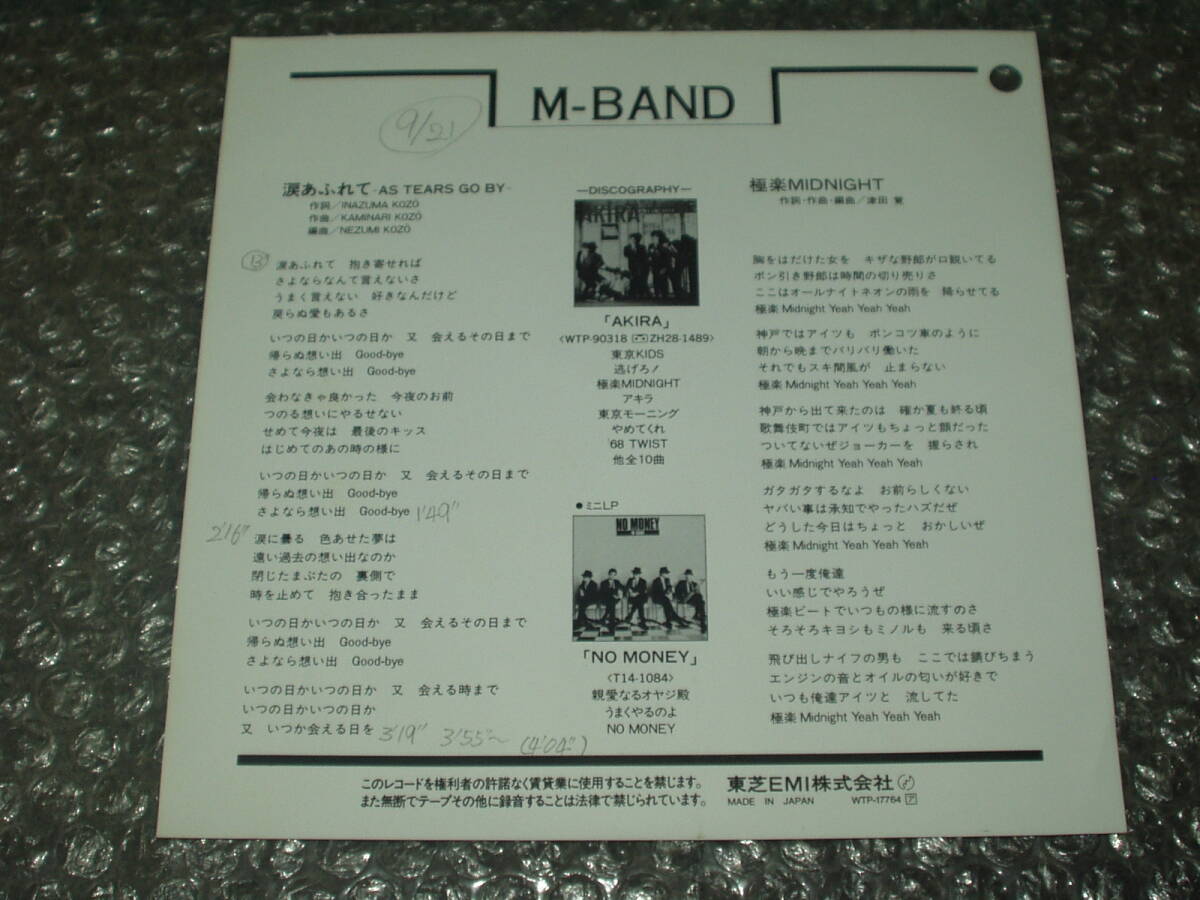 M-BAND
9/21
涙あふれて-AS TEARS GO BY-
作詞/INAZUMA KOZŌ
作曲/KAMINARI KOZŌ
編曲/NEZUMI KOZŌ
13"
涙あふれて 抱き寄せれば
さよならなんて言えないさ
うまく言えない 好きなんだけど
戻らぬ愛もあるさ
いつの日かいつの日か 又 会えるその日まで
帰らぬ想い出 Good-bye
さよなら想い出 Good-bye
会わなきゃ良かった 今夜のお前
つのる想いにやるせない
せめて今夜は 最後のキッス
はじめてのあの時の様に
いつの日かいつの日か 又 会えるその日まで
帰らぬ想い出 Good-bye
さよなら想い出 Good-bye 1'49"
2'16" 涙に曇る 色あせた夢は
遠い過去の想い出なのか
閉じたまぶたの 裏側で
時を止めて 抱き合ったまま
いつの日かいつの日か 又 会えるその日まで
帰らぬ想い出 Good-bye
さよなら想い出 Good-bye
いつの日かいつの日か 又 会える時まで
いつの日かいつの日か
又 いつか会える日を 3'19" 3'55"~ (4'04")
—DISCOGRAPHY—
AKIRA
「AKIRA」
<WTP-90318 ZH28-1489>
東京KIDS
逃げろ!
極楽MIDNIGHT
アキラ
東京モーニング
やめてくれ
'68 TWIST
他全10曲
●ミニLP
NO MONEY
「NO MONEY」
<T14-1084>
親愛なるオヤジ殿
うまくやるのよ
NO MONEY
極楽MIDNIGHT
作詞・作曲・編曲/津田 覚
胸をはだけた女を キザな野郎が口観いてる
ポン引き野郎は時間の切り売りさ
ここはオールナイトネオンの雨を 降らせてる
極楽 Midnight Yeah Yeah Yeah
神戸ではアイツも ポンコツ車のように
朝から晩までバリバリ働いた
それでもスキ間風が 止まらない
極楽 Midnight Yeah Yeah Yeah
神戸から出て来たのは 確か夏も終る頃
歌舞伎町ではアイツもちょっと顔だった
ついてないぜジョーカーを 握らされ
極楽 Midnight Yeah Yeah Yeah
ガタガタするなよ お前らしくない
ヤバい事は承知でやったハズだぜ
どうした今日はちょっと おかしいぜ
極楽 Midnight Yeah Yeah Yeah
もう一度俺達
いい感じでやろうぜ
極楽ビートでいつもの様に流すのさ
そろそろキヨシもミノルも 来る頃さ
飛び出しナイフの男も ここでは錆びちまう
エンジンの音とオイルの匂いが好きで
いつも俺達アイツと 流してた
極楽 Midnight Yeah Yeah Yeah
このレコードを権利者の許諾なく賃貸業に使用することを禁じます。
また無断でテープその他に録音することは法律で禁じられています。
東芝EMI株式会社
MADE IN JAPAN WTP-17764 ア